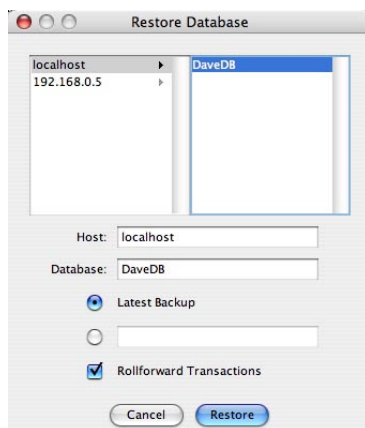 Restore Database
localhost
DaveDB
192.168.0.5
Host: localhost
Database: DaveDB
Latest Backup
Rollforward Transactions
Cancel Restore